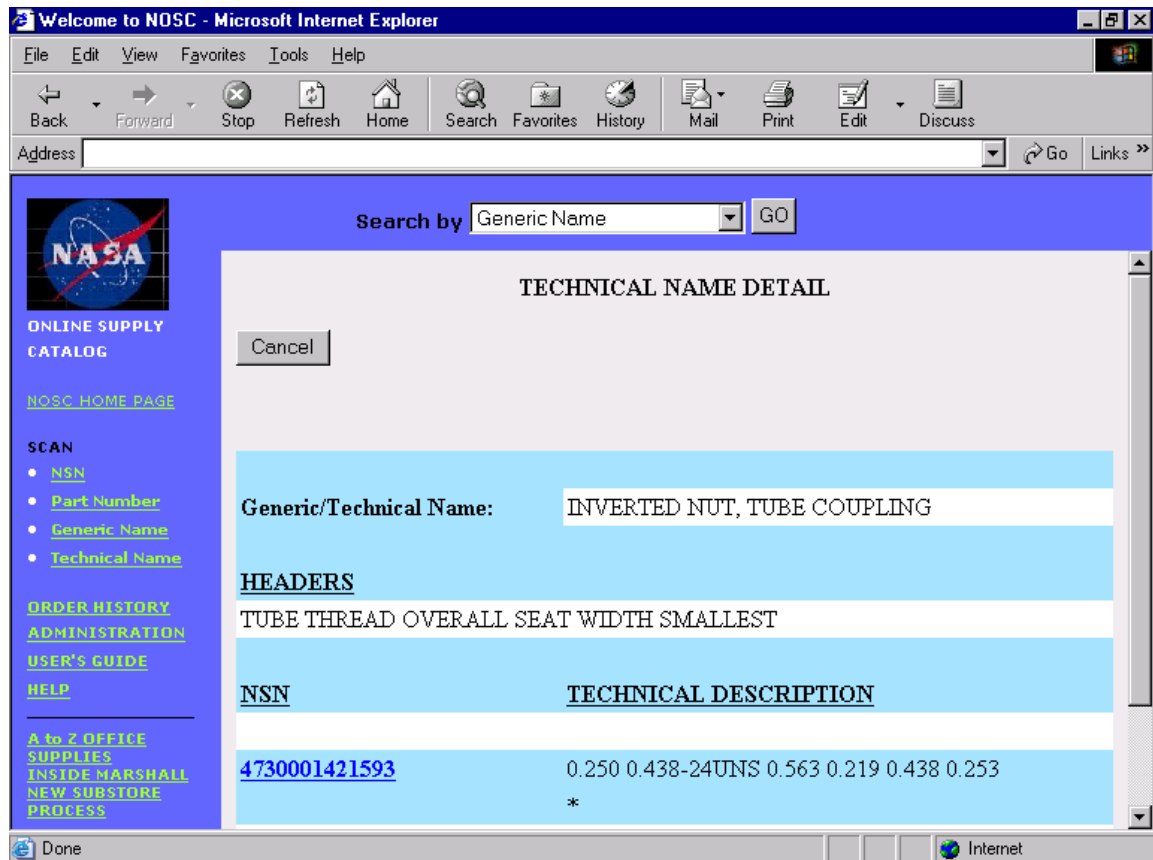 Welcome to NOSC - Microsoft Internet Explorer
File Edit View Favorites Tools Help
Back Forward Stop Refresh Home Search Favorites History Mail Print Edit Discuss
Address Go Links »
NASA
ONLINE SUPPLY
CATALOG
NOSC HOME PAGE
SCAN
• NSN
• Part Number
• Generic Name
• Technical Name
ORDER HISTORY
ADMINISTRATION
USER'S GUIDE
HELP
A to Z OFFICE
SUPPLIES
INSIDE MARSHALL
NEW SUBSTORE
PROCESS
Search by Generic Name GO
TECHNICAL NAME DETAIL
Cancel
Generic/Technical Name: INVERTED NUT, TUBE COUPLING
HEADERS
TUBE THREAD OVERALL SEAT WIDTH SMALLEST
NSN TECHNICAL DESCRIPTION
4730001421593 0.250 0.438-24UNS 0.563 0.219 0.438 0.253
*
Done Internet